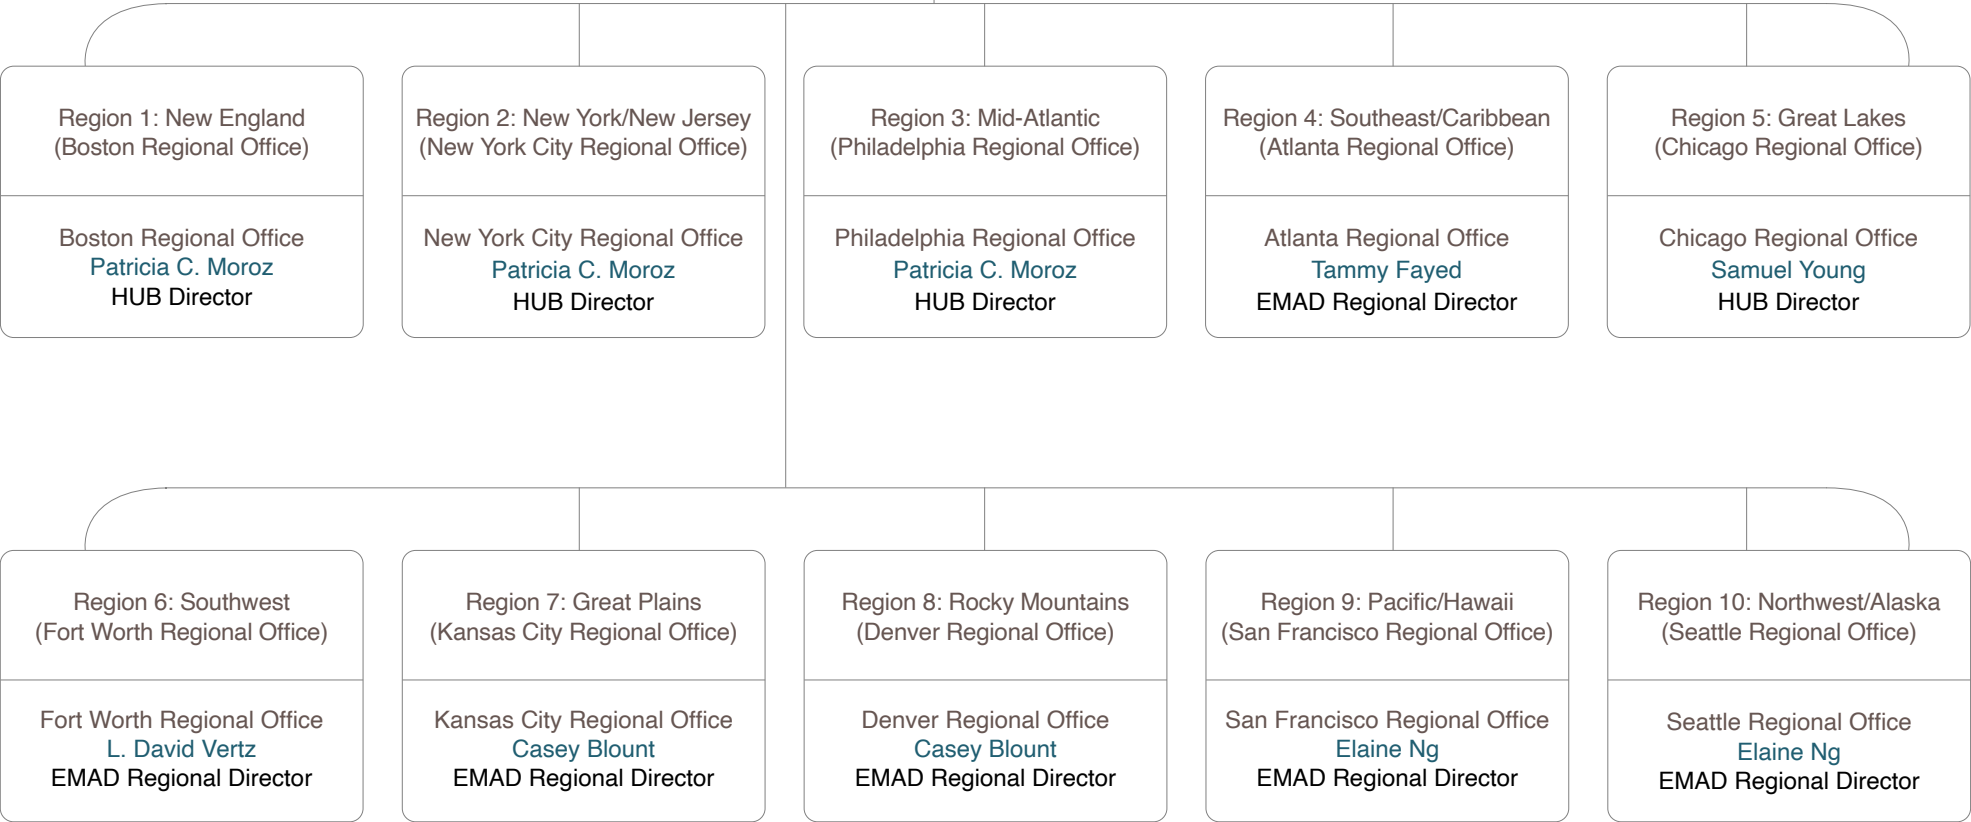 Region 1: New England
(Boston Regional Office)
Boston Regional Office
Patricia C. Moroz
HUB Director
Region 2: New York/New Jersey
(New York City Regional Office)
New York City Regional Office
Patricia C. Moroz
HUB Director
Region 3: Mid-Atlantic
(Philadelphia Regional Office)
Philadelphia Regional Office
Patricia C. Moroz
HUB Director
Region 4: Southeast/Caribbean
(Atlanta Regional Office)
Atlanta Regional Office
Tammy Fayed
EMAD Regional Director
Region 5: Great Lakes
(Chicago Regional Office)
Chicago Regional Office
Samuel Young
HUB Director
Region 6: Southwest
(Fort Worth Regional Office)
Fort Worth Regional Office
L. David Vertz
EMAD Regional Director
Region 7: Great Plains
(Kansas City Regional Office)
Kansas City Regional Office
Casey Blount
EMAD Regional Director
Region 8: Rocky Mountains
(Denver Regional Office)
Denver Regional Office
Casey Blount
EMAD Regional Director
Region 9: Pacific/Hawaii
(San Francisco Regional Office)
San Francisco Regional Office
Elaine Ng
EMAD Regional Director
Region 10: Northwest/Alaska
(Seattle Regional Office)
Seattle Regional Office
Elaine Ng
EMAD Regional Director